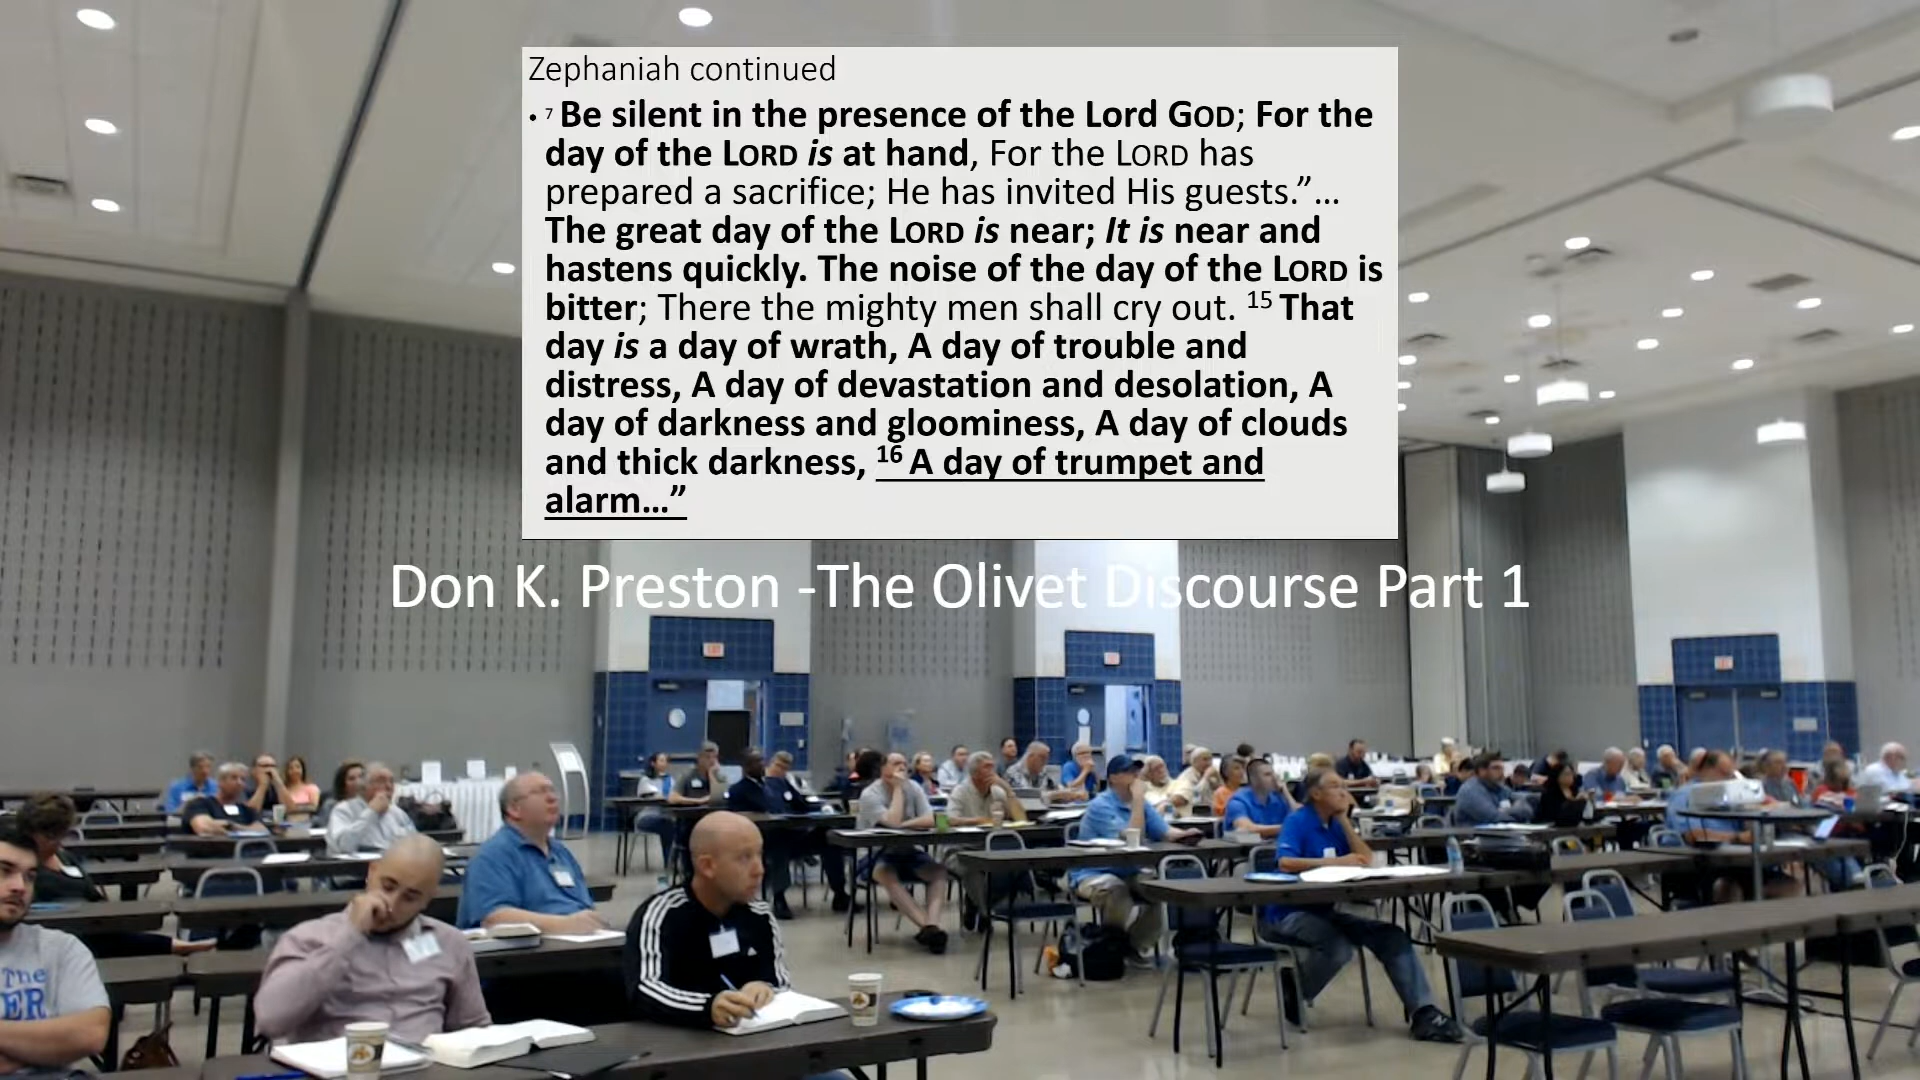 Zephaniah continued
• 7 Be silent in the presence of the Lord GOD; For the
day of the LORD is at hand, For the LORD has
prepared a sacrifice; He has invited His guests.”…
The great day of the LORD is near; It is near and
hastens quickly. The noise of the day of the LORD is
bitter; There the mighty men shall cry out. 15 That
day is a day of wrath, A day of trouble and
distress, A day of devastation and desolation, A
day of darkness and gloominess, A day of clouds
and thick darkness, 16 A day of trumpet and
alarm…”
Don K. Preston -The Olivet Discourse Part 1
The
ER